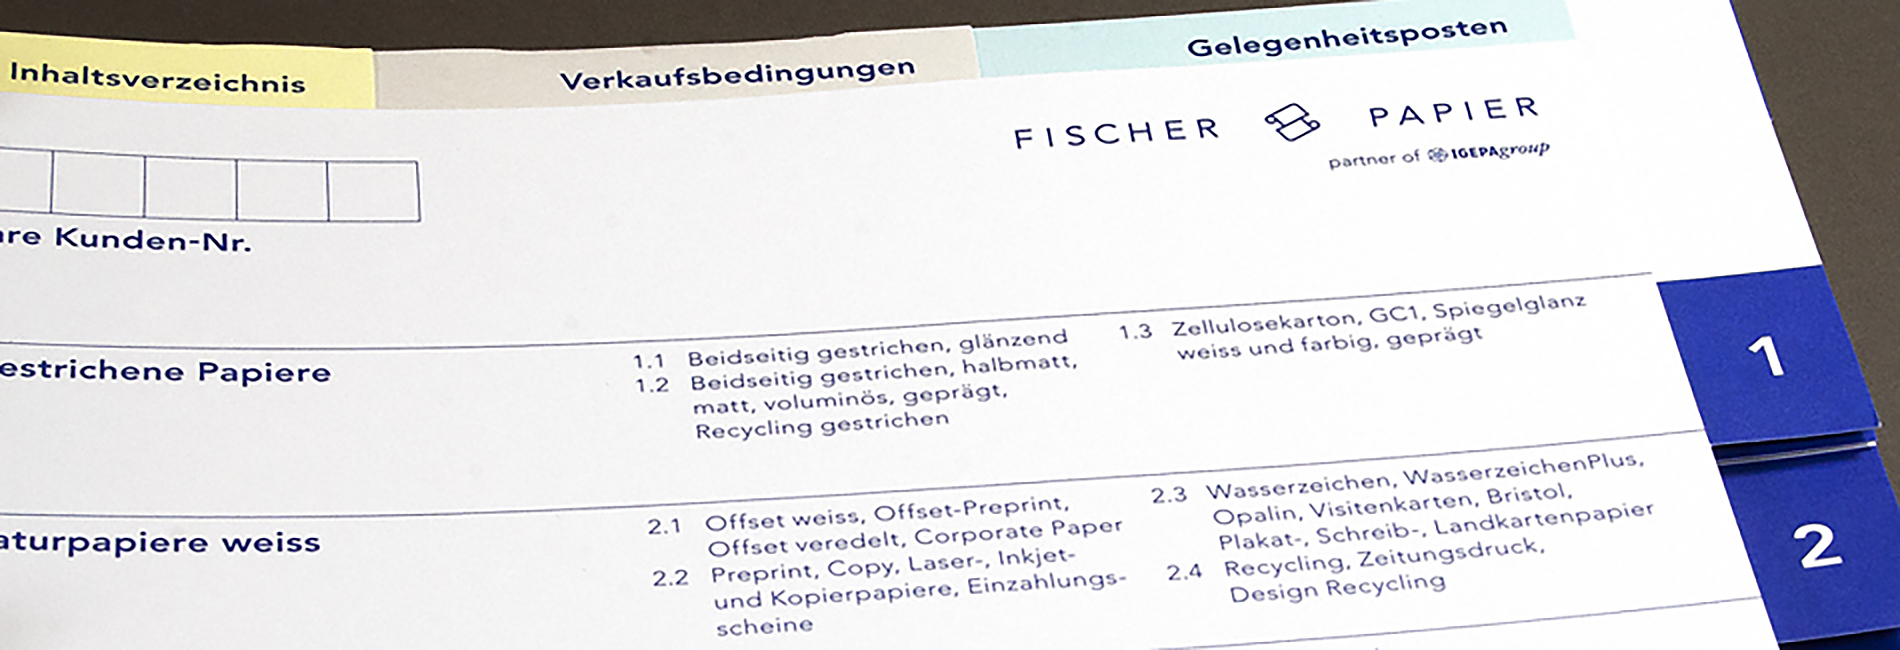 Inhaltsverzeichnis
Verkaufsbedingungen
Gelegenheitsposten
FISCHER PAPIER
partner of IGEPAgroup
re Kunden-Nr.
estrichene Papiere
1.1 Beidseitig gestrichen, glänzend
1.2 Beidseitig gestrichen, halbmatt,
matt, voluminös, geprägt,
Recycling gestrichen
1.3 Zellulosekarton, GC1, Spiegelglanz
weiss und farbig, geprägt
1
aturpapiere weiss
2.1 Offset weiss, Offset-Preprint,
Offset veredelt, Corporate Paper
2.2 Preprint, Copy, Laser-, Inkjet-
und Kopierpapiere, Einzahlungs-
scheine
2.3 Wasserzeichen, WasserzeichenPlus,
Opalin, Visitenkarten, Bristol,
Plakat-, Schreib-, Landkartenpapier
2.4 Recycling, Zeitungsdruck,
Design Recycling
2